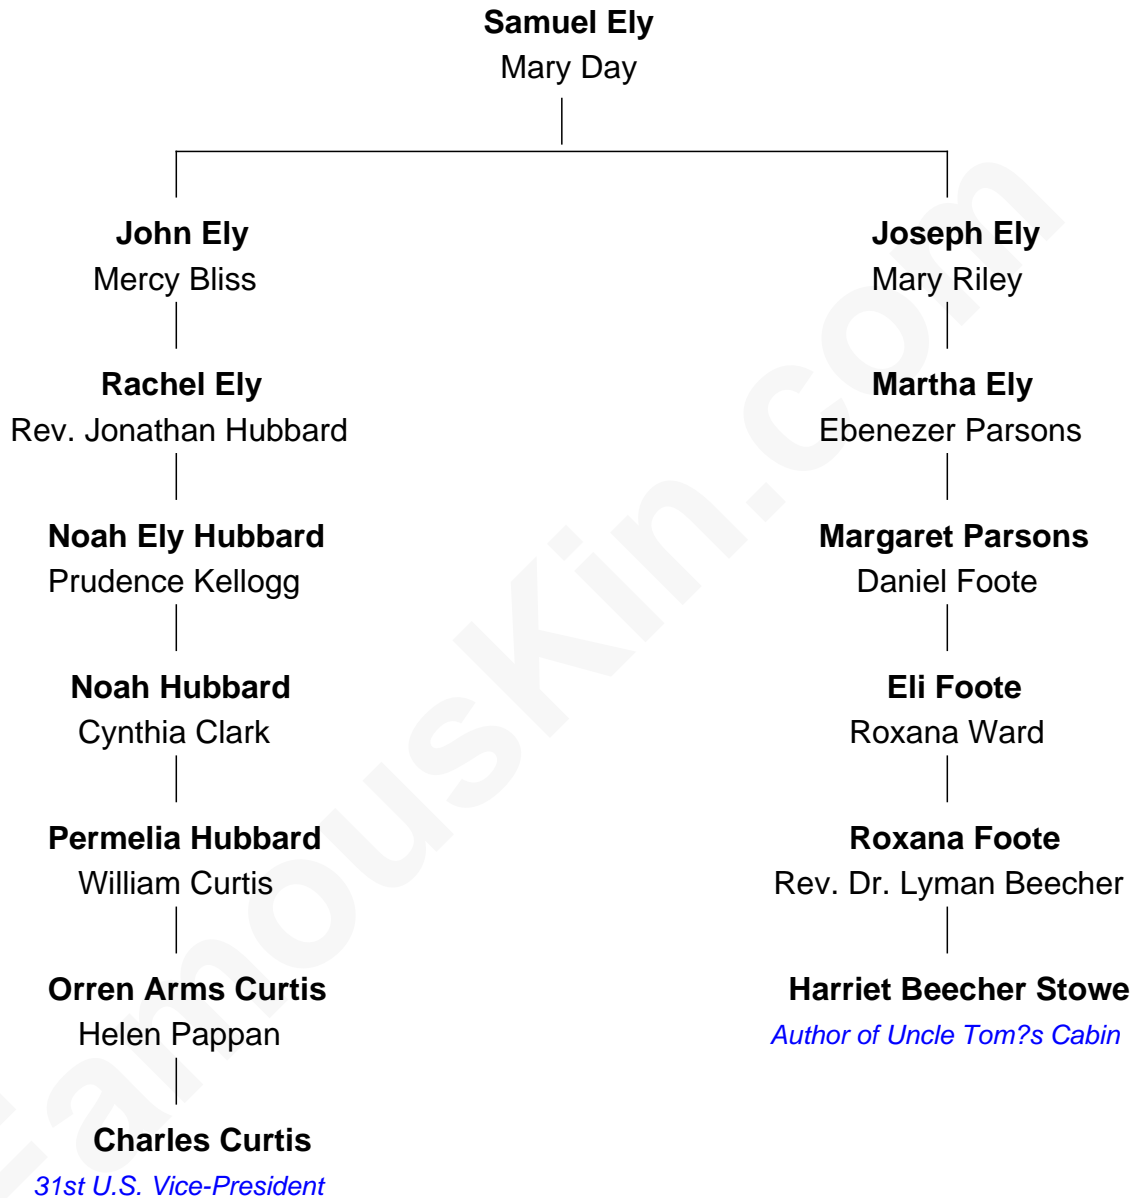 Samuel Ely
Mary Day
John Ely
Mercy Bliss
Joseph Ely
Mary Riley
Rachel Ely
Rev. Jonathan Hubbard
Martha Ely
Ebenezer Parsons
Noah Ely Hubbard
Prudence Kellogg
Margaret Parsons
Daniel Foote
Noah Hubbard
Cynthia Clark
Eli Foote
Roxana Ward
Permelia Hubbard
William Curtis
Roxana Foote
Rev. Dr. Lyman Beecher
Orren Arms Curtis
Helen Pappan
Harriet Beecher Stowe
Author of Uncle Tom?s Cabin
Charles Curtis
31st U.S. Vice-President
FamousKin.com